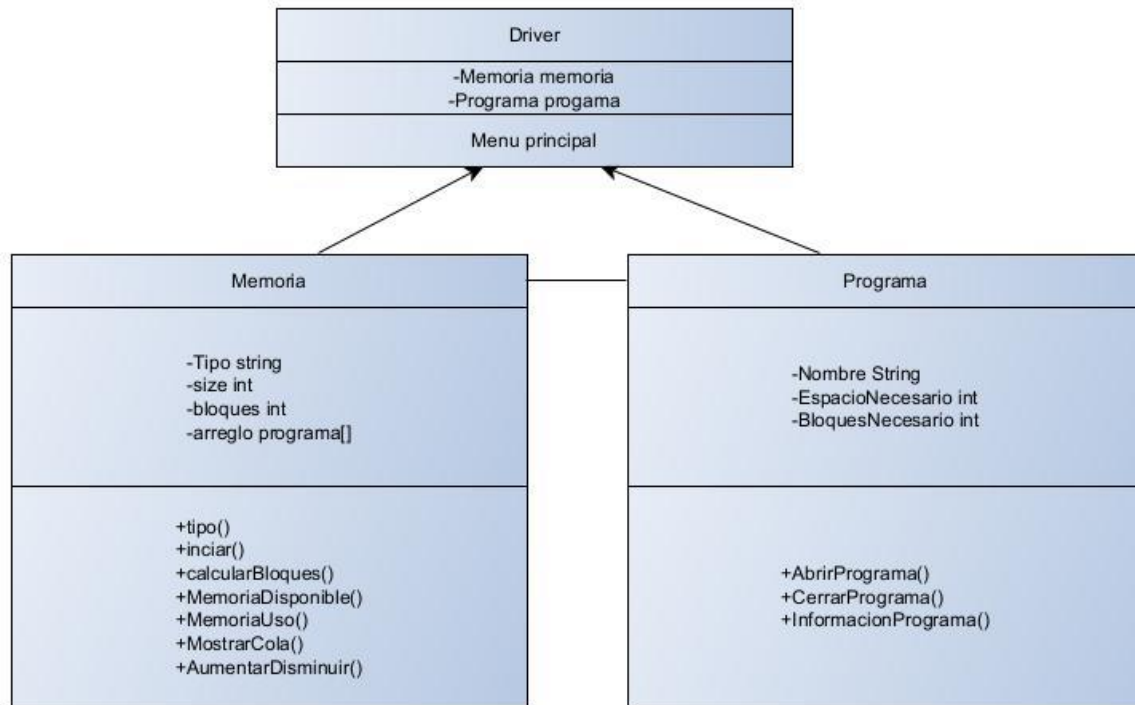 Driver
-Memoria memoria
-Programa progama
Menu principal
Memoria
-Tipo string
-size int
-bloques int
-arreglo programa[]
+tipo()
+inciar()
+calcularBloques()
+MemoriaDisponible()
+MemoriaUso()
+MostrarCola()
+AumentarDisminuir()
Programa
-Nombre String
-EspacioNecesario int
-BloquesNecesario int
+AbrirPrograma()
+CerrarPrograma()
+InformacionPrograma()